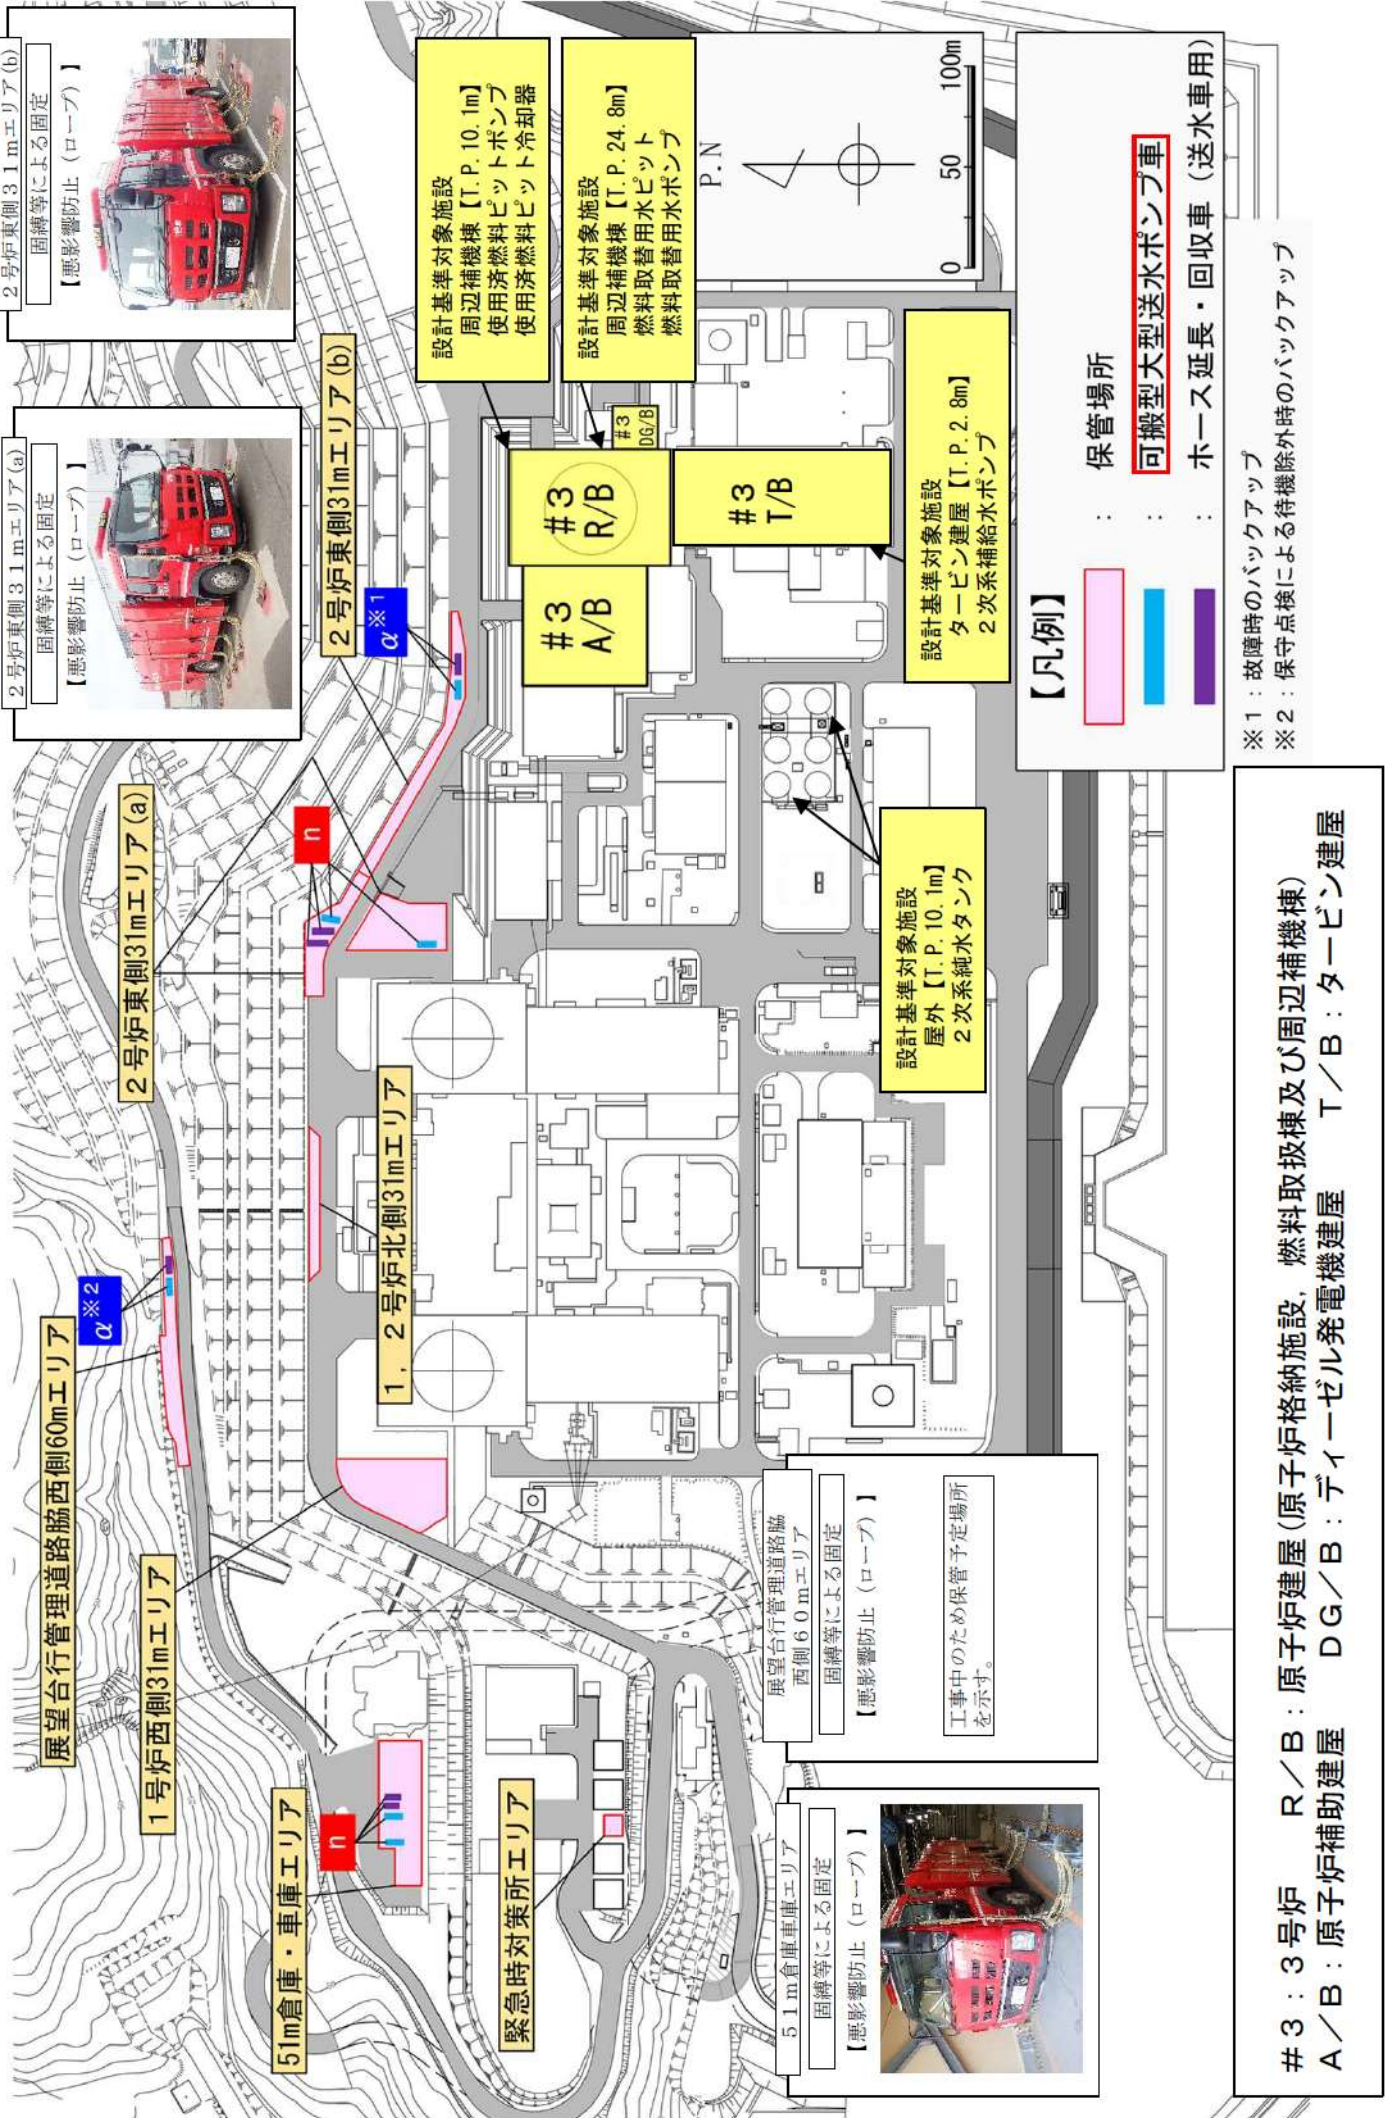 展望台行管理道路脇西側60mエリア
α※2
1号炉西側31mエリア
51m倉庫・車庫エリア
n
緊急時対策所エリア
1，2号炉北側31mエリア
2号炉東側31mエリア(a)
n
2号炉東側31mエリア(b)
α※1
2号炉東側31mエリア(a)
固縛等による固定
【悪影響防止（ロープ）】
2号炉東側31mエリア(b)
固縛等による固定
【悪影響防止（ロープ）】
設計基準対象施設
周辺補機棟【T.P.10.1m】
使用済燃料ピットポンプ
使用済燃料ピット冷却器
設計基準対象施設
周辺補機棟【T.P.24.8m】
燃料取替用水ピット
燃料取替用水ポンプ
#3
R/B
#3
DG/B
#3
A/B
#3
T/B
設計基準対象施設
タービン建屋【T.P.2.8m】
2次系補給水ポンプ
設計基準対象施設
屋外【T.P.10.1m】
2次系純水タンク
P.N
0 50 100m
51m倉庫車庫エリア
固縛等による固定
【悪影響防止（ロープ）】
展望台行管理道路脇
西側60mエリア
固縛等による固定
【悪影響防止（ロープ）】
工事中のため保管予定場所
を示す。
【凡例】
：保管場所
：可搬型大型送水ポンプ車
：ホース延長・回収車（送水車用）
※1：故障時のバックアップ
※2：保守点検による待機除外時のバックアップ
#3：3号炉 R/B：原子炉建屋(原子炉格納施設，燃料取扱棟及び周辺補機棟)
A/B：原子炉補助建屋 DG/B：ディーゼル発電機建屋 T/B：タービン建屋